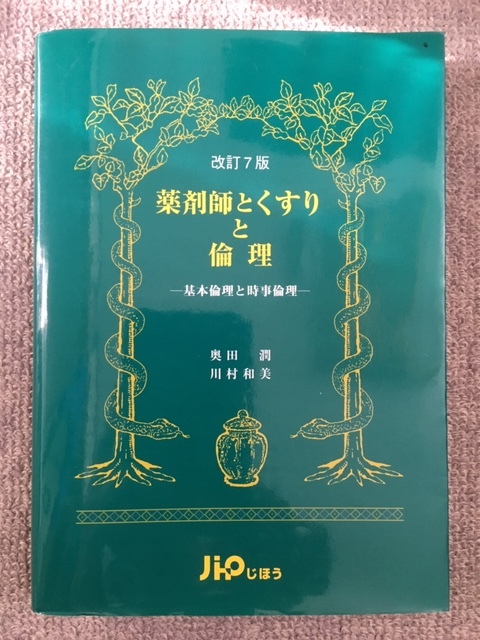 改訂7版
薬剤師とくすり
と
倫理
―基本倫理と時事倫理―
奥田 潤
川村和美
JiHO じほう